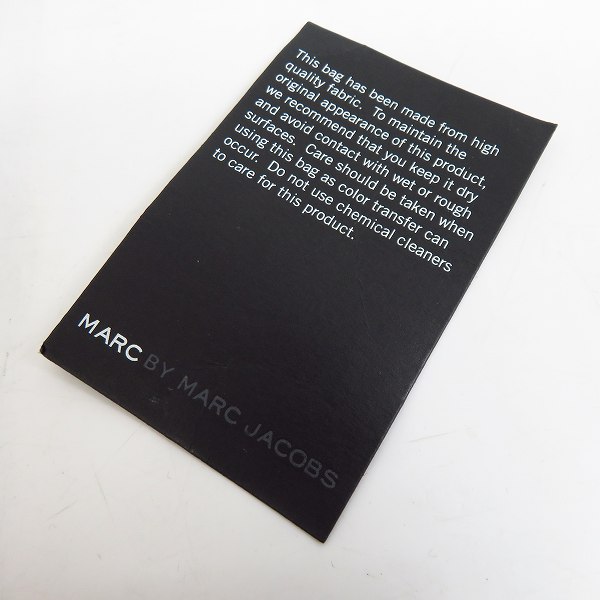 This bag has been made from high
quality fabric. To maintain the
original appearance of this product,
we recommend that you keep it dry
and avoid contact with wet or rough
surfaces. Care should be taken when
using this bag as color transfer can
occur. Do not use chemical cleaners
to care for this product.
MARC BY MARC JACOBS